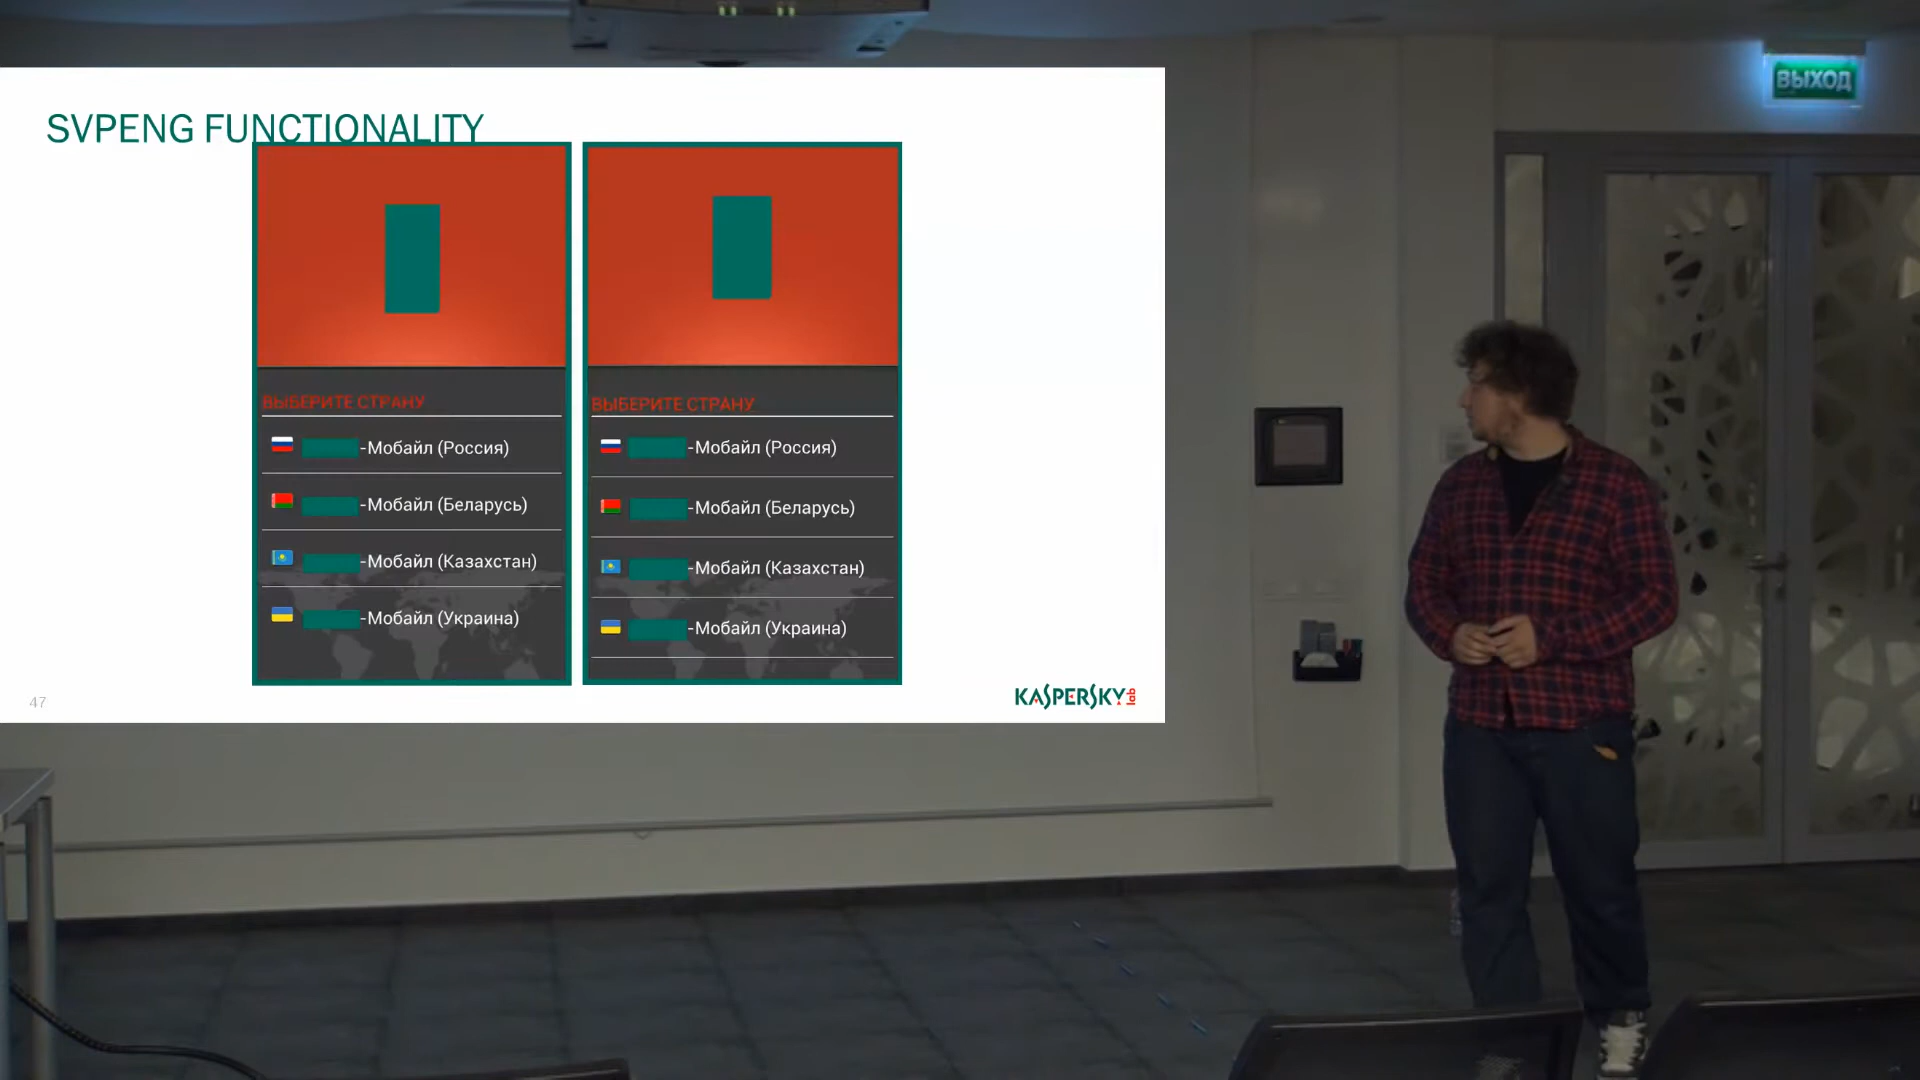 ВЫХОД
SVPENG FUNCTIONALITY
ВЫБЕРИТЕ СТРАНУ
-Мобайл (Россия)
-Мобайл (Беларусь)
-Мобайл (Казахстан)
-Мобайл (Украина)
ВЫБЕРИТЕ СТРАНУ
-Мобайл (Россия)
-Мобайл (Беларусь)
-Мобайл (Казахстан)
-Мобайл (Украина)
47
KASPERSKY lab